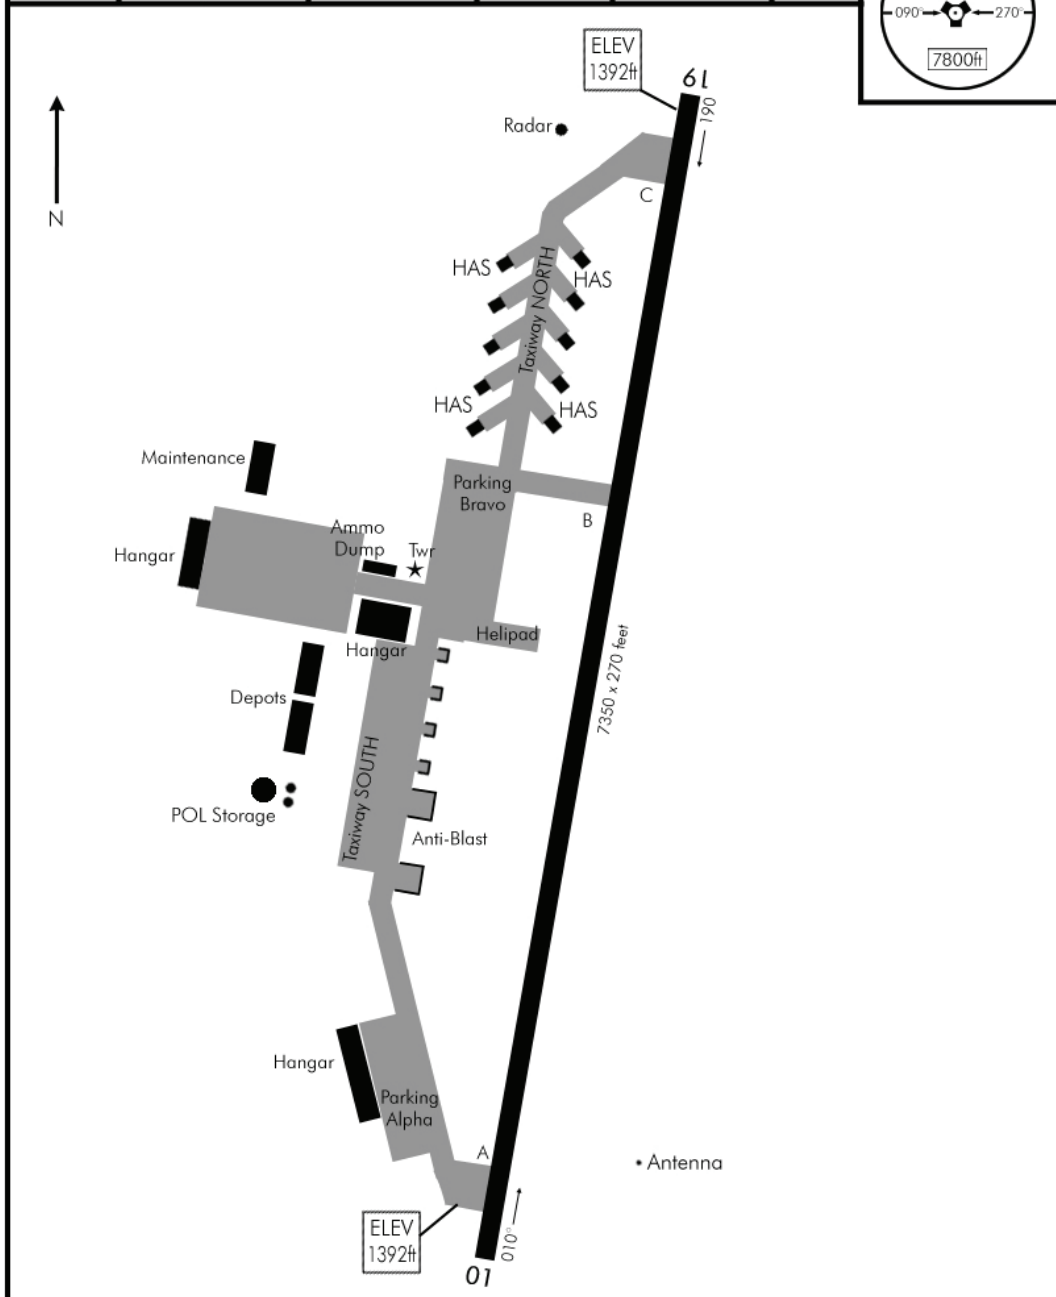 090° 270°
7800ft
ELEV
1392ft
19
190
Radar
N
C
HAS
HAS
Taxiway NORTH
HAS
HAS
Maintenance
Parking
Bravo
B
Ammo
Dump
Twr
Hangar
Helipad
Hangar
7350 x 270 feet
Depots
Taxiway SOUTH
POL Storage
Anti-Blast
Hangar
Parking
Alpha
A
Antenna
ELEV
1392ft
010°
01